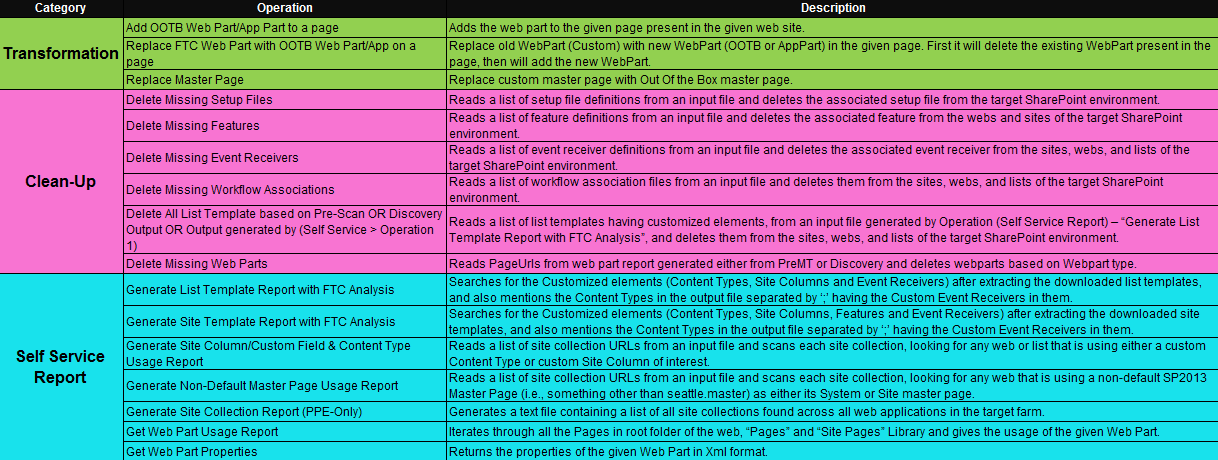 Category Operation Description
Transformation
Add OOTB Web Part/App Part to a page
Adds the web part to the given page present in the given web site.
Replace FTC Web Part with OOTB Web Part/App on a
page
Replace old WebPart (Custom) with new WebPart (OOTB or AppPart) in the given page. First it will delete the existing WebPart present in the
page, then will add the new WebPart.
Replace Master Page
Replace custom master page with Out Of the Box master page.
Clean-Up
Delete Missing Setup Files
Reads a list of setup file definitions from an input file and deletes the associated setup file from the target SharePoint environment.
Delete Missing Features
Reads a list of feature definitions from an input file and deletes the associated feature from the webs and sites of the target SharePoint
environment.
Delete Missing Event Receivers
Reads a list of event receiver definitions from an input file and deletes the associated event receiver from the sites, webs, and lists of the
target SharePoint environment.
Delete Missing Workflow Associations
Reads a list of workflow association files from an input file and deletes them from the sites, webs, and lists of the target SharePoint
environment.
Delete All List Template based on Pre-Scan OR Discovery
Output OR Output generated by (Self Service > Operation
1)
Reads a list of list templates having customized elements, from an input file generated by Operation (Self Service Report) – “Generate List
Template Report with FTC Analysis”, and deletes them from the sites, webs, and lists of the target SharePoint environment.
Delete Missing Web Parts
Reads PageUrls from web part report generated either from PreMT or Discovery and deletes webparts based on Webpart type.
Self Service
Report
Generate List Template Report with FTC Analysis
Searches for the Customized elements (Content Types, Site Columns and Event Receivers) after extracting the downloaded list templates,
and also mentions the Content Types in the output file separated by ‘;’ having the Custom Event Receivers in them.
Generate Site Template Report with FTC Analysis
Searches for the Customized elements (Content Types, Site Columns, Features and Event Receivers) after extracting the downloaded site
templates, and also mentions the Content Types in the output file separated by ‘;’ having the Custom Event Receivers in them.
Generate Site Column/Custom Field & Content Type
Usage Report
Reads a list of site collection URLs from an input file and scans each site collection, looking for any web or list that is using either a custom
Content Type or custom Site Column of interest.
Generate Non-Default Master Page Usage Report
Reads a list of site collection URLs from an input file and scans each site collection, looking for any web that is using a non-default SP2013
Master Page (i.e., something other than seattle.master) as either its System or Site master page.
Generate Site Collection Report (PPE-Only)
Generates a text file containing a list of all site collections found across all web applications in the target farm.
Get Web Part Usage Report
Iterates through all the Pages in root folder of the web, “Pages” and “Site Pages” Library and gives the usage of the given Web Part.
Get Web Part Properties
Returns the properties of the given Web Part in Xml format.